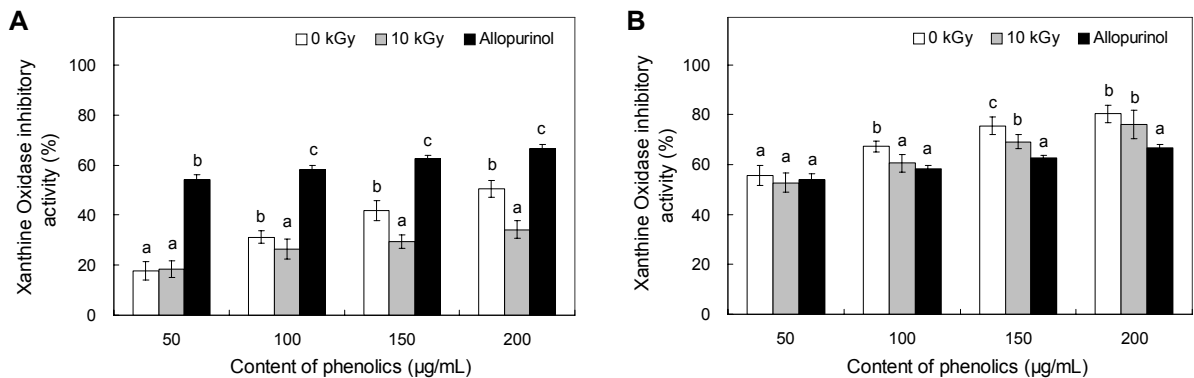 A
0 kGy 10 kGy Allopurinol
Xanthine Oxidase inhibitory
activity (%)
100
80
60
40
20
0
a a b
b a c
b a c
b a c
50 100 150 200
Content of phenolics (µg/mL)
B
0 kGy 10 kGy Allopurinol
Xanthine Oxidase inhibitory
activity (%)
100
80
60
40
20
0
a a a
b a a
c b a
b b a
50 100 150 200
Content of phenolics (µg/mL)